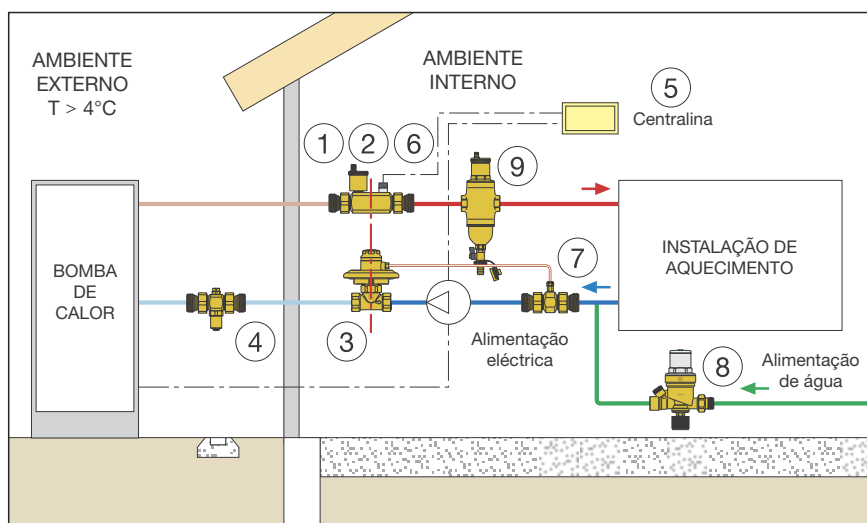 AMBIENTE
EXTERNO
T > 4°C
AMBIENTE
INTERNO
5
Centralina
1 2 6
9
INSTALAÇÃO DE
AQUECIMENTO
BOMBA
DE
CALOR
7
4
3
Alimentação
eléctrica
8
Alimentação
de água